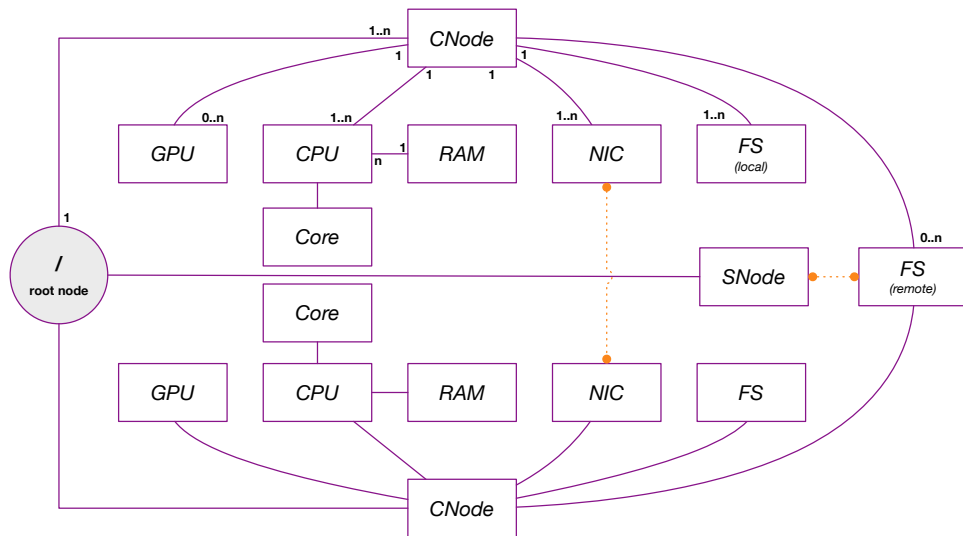 1..n
CNode
1
1
1
1
0..n
1..n
1..n
1..n
GPU
CPU
1
n
RAM
NIC
FS
(local)
Core
1
/
root node
0..n
SNode
FS
(remote)
Core
GPU
CPU
RAM
NIC
FS
CNode